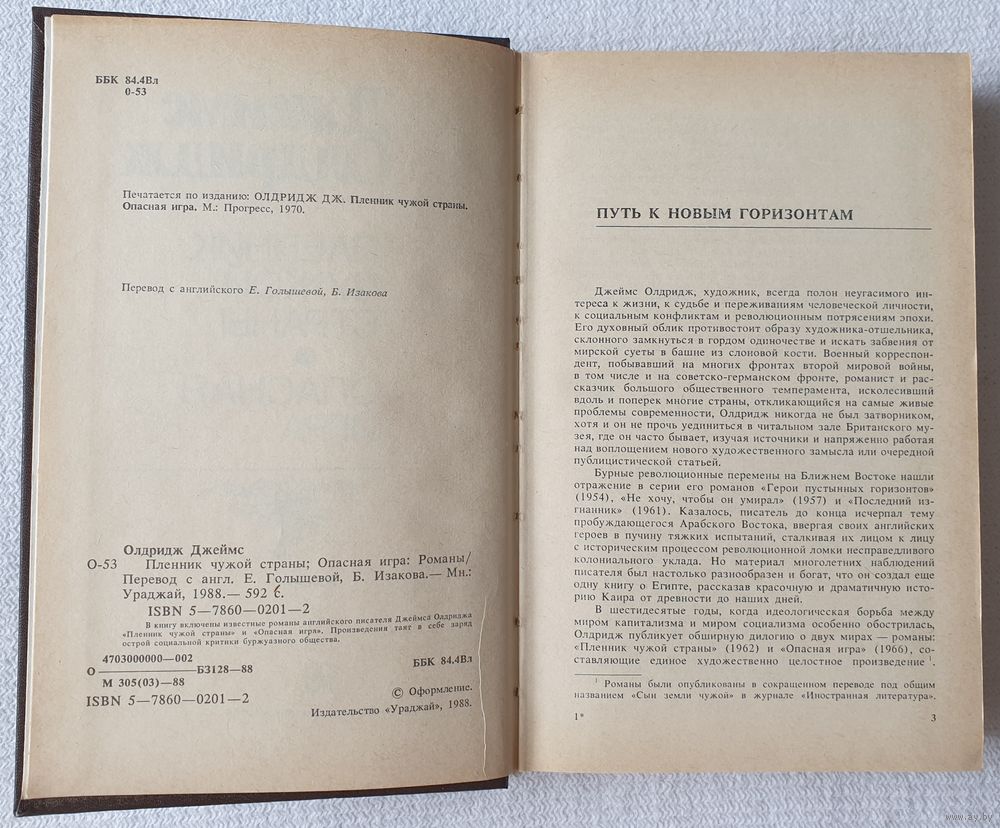 ББК 84.4Вл
О-53
Печатается по изданию: ОЛДРИДЖ ДЖ. Пленник чужой страны.
Опасная игра. М.: Прогресс, 1970.
Перевод с английского Е. Голышевой, Б. Изакова
Олдридж Джеймс
О-53 Пленник чужой страны; Опасная игра: Романы/
Перевод с англ. Е. Голышевой, Б. Изакова.— Мн.:
Ураджай, 1988.— 592 с.
ISBN 5—7860—0201—2
В книгу включены известные романы английского писателя Джеймса Олдриджа
«Пленник чужой страны» и «Опасная игра». Произведения таят в себе заряд
острой социальной критики буржуазного общества.
4703000000—002
О ————— БЗ128—88
М 305(03)—88
ББК 84.4Вл
ISBN 5—7860—0201—2
© Оформление.
Издательство «Ураджай», 1988.
ПУТЬ К НОВЫМ ГОРИЗОНТАМ
Джеймс Олдридж, художник, всегда полон неугасимого ин-
тереса к жизни, к судьбе и переживаниям человеческой личности,
к социальным конфликтам и революционным потрясениям эпохи.
Его духовный облик противостоит образу художника-отшельника,
склонного замкнуться в гордом одиночестве и искать забвения от
мирской суеты в башне из слоновой кости. Военный корреспон-
дент, побывавший на многих фронтах второй мировой войны,
в том числе и на советско-германском фронте, романист и рас-
сказчик большого общественного темперамента, исколесивший
вдоль и поперек многие страны, откликающийся на самые живые
проблемы современности, Олдридж никогда не был затворником,
хотя и он не прочь уединиться в читальном зале Британского му-
зея, где он часто бывает, изучая источники и напряженно работая
над воплощением нового художественного замысла или очередной
публицистической статьей.
Бурные революционные перемены на Ближнем Востоке нашли
отражение в серии его романов «Герои пустынных горизонтов»
(1954), «Не хочу, чтобы он умирал» (1957) и «Последний из-
гнанник» (1961). Казалось, писатель до конца исчерпал тему
пробуждающегося Арабского Востока, ввергая своих английских
героев в пучину тяжких испытаний, сталкивая их лицом к лицу
с историческим процессом революционной ломки несправедливого
колониального уклада. Но материал многолетних наблюдений
писателя был настолько разнообразен и богат, что он создал еще
одну книгу о Египте, рассказав красочную и драматичную исто-
рию Каира от древности до наших дней.
В шестидесятые годы, когда идеологическая борьба между
миром капитализма и миром социализма особенно обострилась,
Олдридж публикует обширную дилогию о двух мирах — романы:
«Пленник чужой страны» (1962) и «Опасная игра» (1966), со-
ставляющие единое художественно целостное произведение ¹.
¹ Романы были опубликованы в сокращенном переводе под общим
названием «Сын земли чужой» в журнале «Иностранная литература».
1*
3
www.ay.by